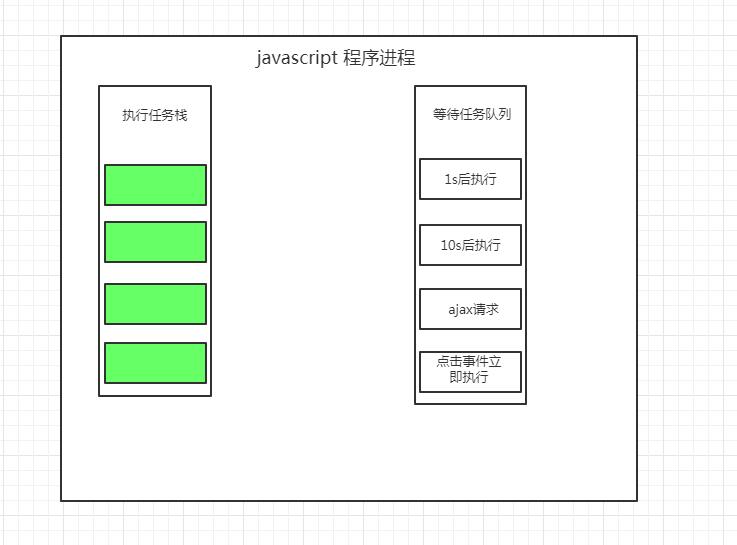 javascript 程序进程
执行任务栈
等待任务队列
1s后执行
10s后执行
ajax请求
点击事件立
即执行